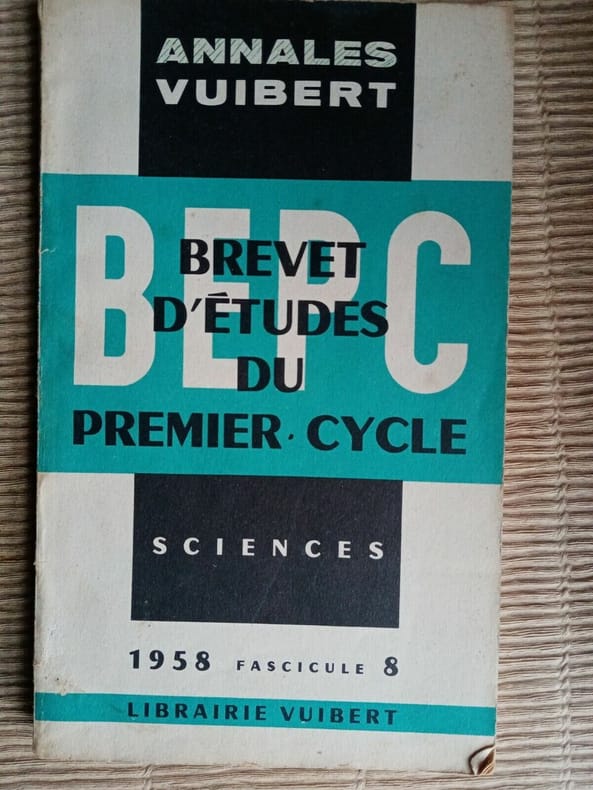 ANNALES
VUIBERT
BEPC
BREVET
D'ÉTUDES
DU
PREMIER · CYCLE
SCIENCES
1958 FASCICULE 8
LIBRAIRIE VUIBERT